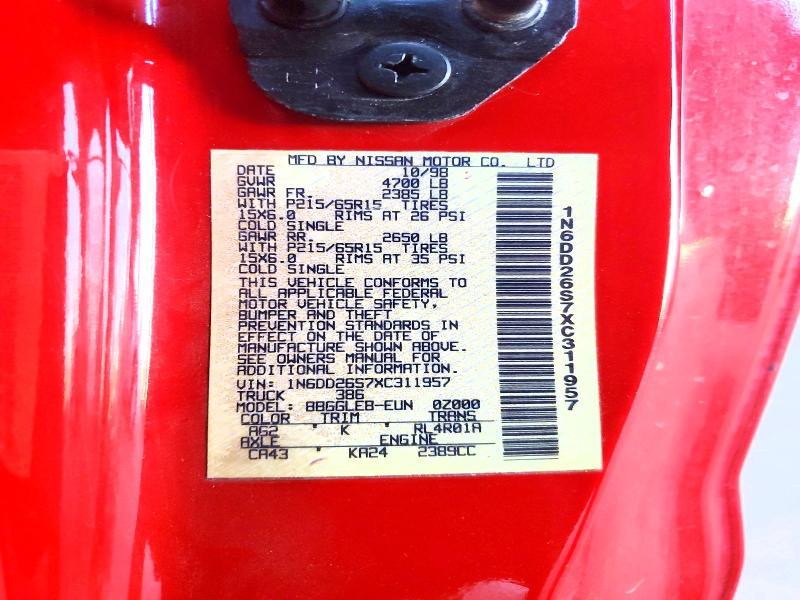 MFD BY NISSAN MOTOR CO. LTD
DATE 10/98
GVWR 4700 LB
GAWR FR. 2385 LB
WITH P215/65R15 TIRES
15X6.0 RIMS AT 26 PSI
COLD SINGLE
GAWR RR. 2650 LB
WITH P215/65R15 TIRES
15X6.0 RIMS AT 35 PSI
COLD SINGLE
THIS VEHICLE CONFORMS TO
ALL APPLICABLE FEDERAL
MOTOR VEHICLE SAFETY,
BUMPER AND THEFT
PREVENTION STANDARDS IN
EFFECT ON THE DATE OF
MANUFACTURE SHOWN ABOVE.
SEE OWNERS MANUAL FOR
ADDITIONAL INFORMATION.
VIN: 1N6DD26S7XC311957
TRUCK 386
MODEL: BBGGLEB-EUN 0Z000
COLOR TRIM TRANS
AG2 K RL4R01A
AXLE ENGINE
CA43 KA24 2389CC
1N6DD26S7XC311957